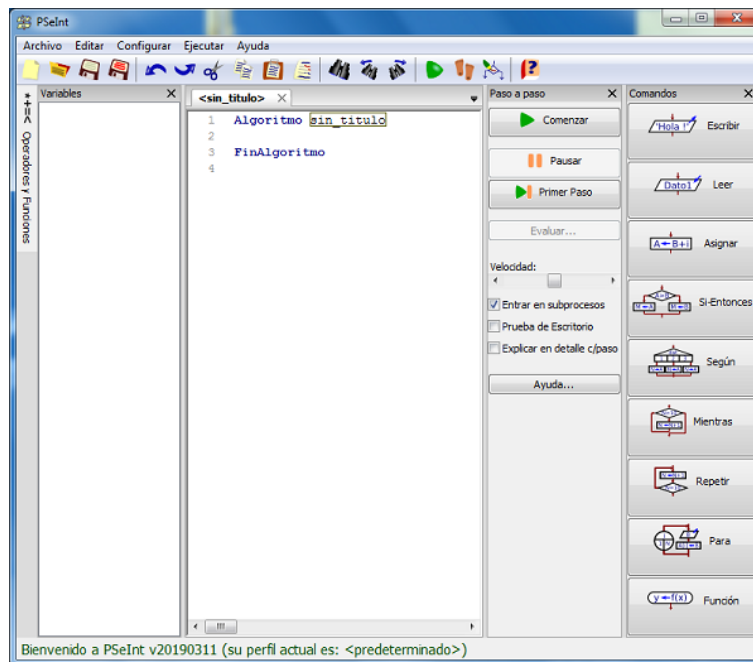 PSeInt
Archivo Editar Configurar Ejecutar Ayuda
*+=< Operadores y Funciones
Variables
<sin_titulo>
1 Algoritmo sin_titulo
2
3 FinAlgoritmo
4
Paso a paso
Comenzar
Pausar
Primer Paso
Evaluar...
Velocidad:
Entrar en subprocesos
Prueba de Escritorio
Explicar en detalle c/paso
Ayuda...
Comandos
'Hola !' Escribir
Dato1 Leer
A←B+i Asignar
Si-Entonces
Según
Mientras
Repetir
Para
y←f(x) Función
Bienvenido a PSeInt v20190311 (su perfil actual es: <predeterminado>)